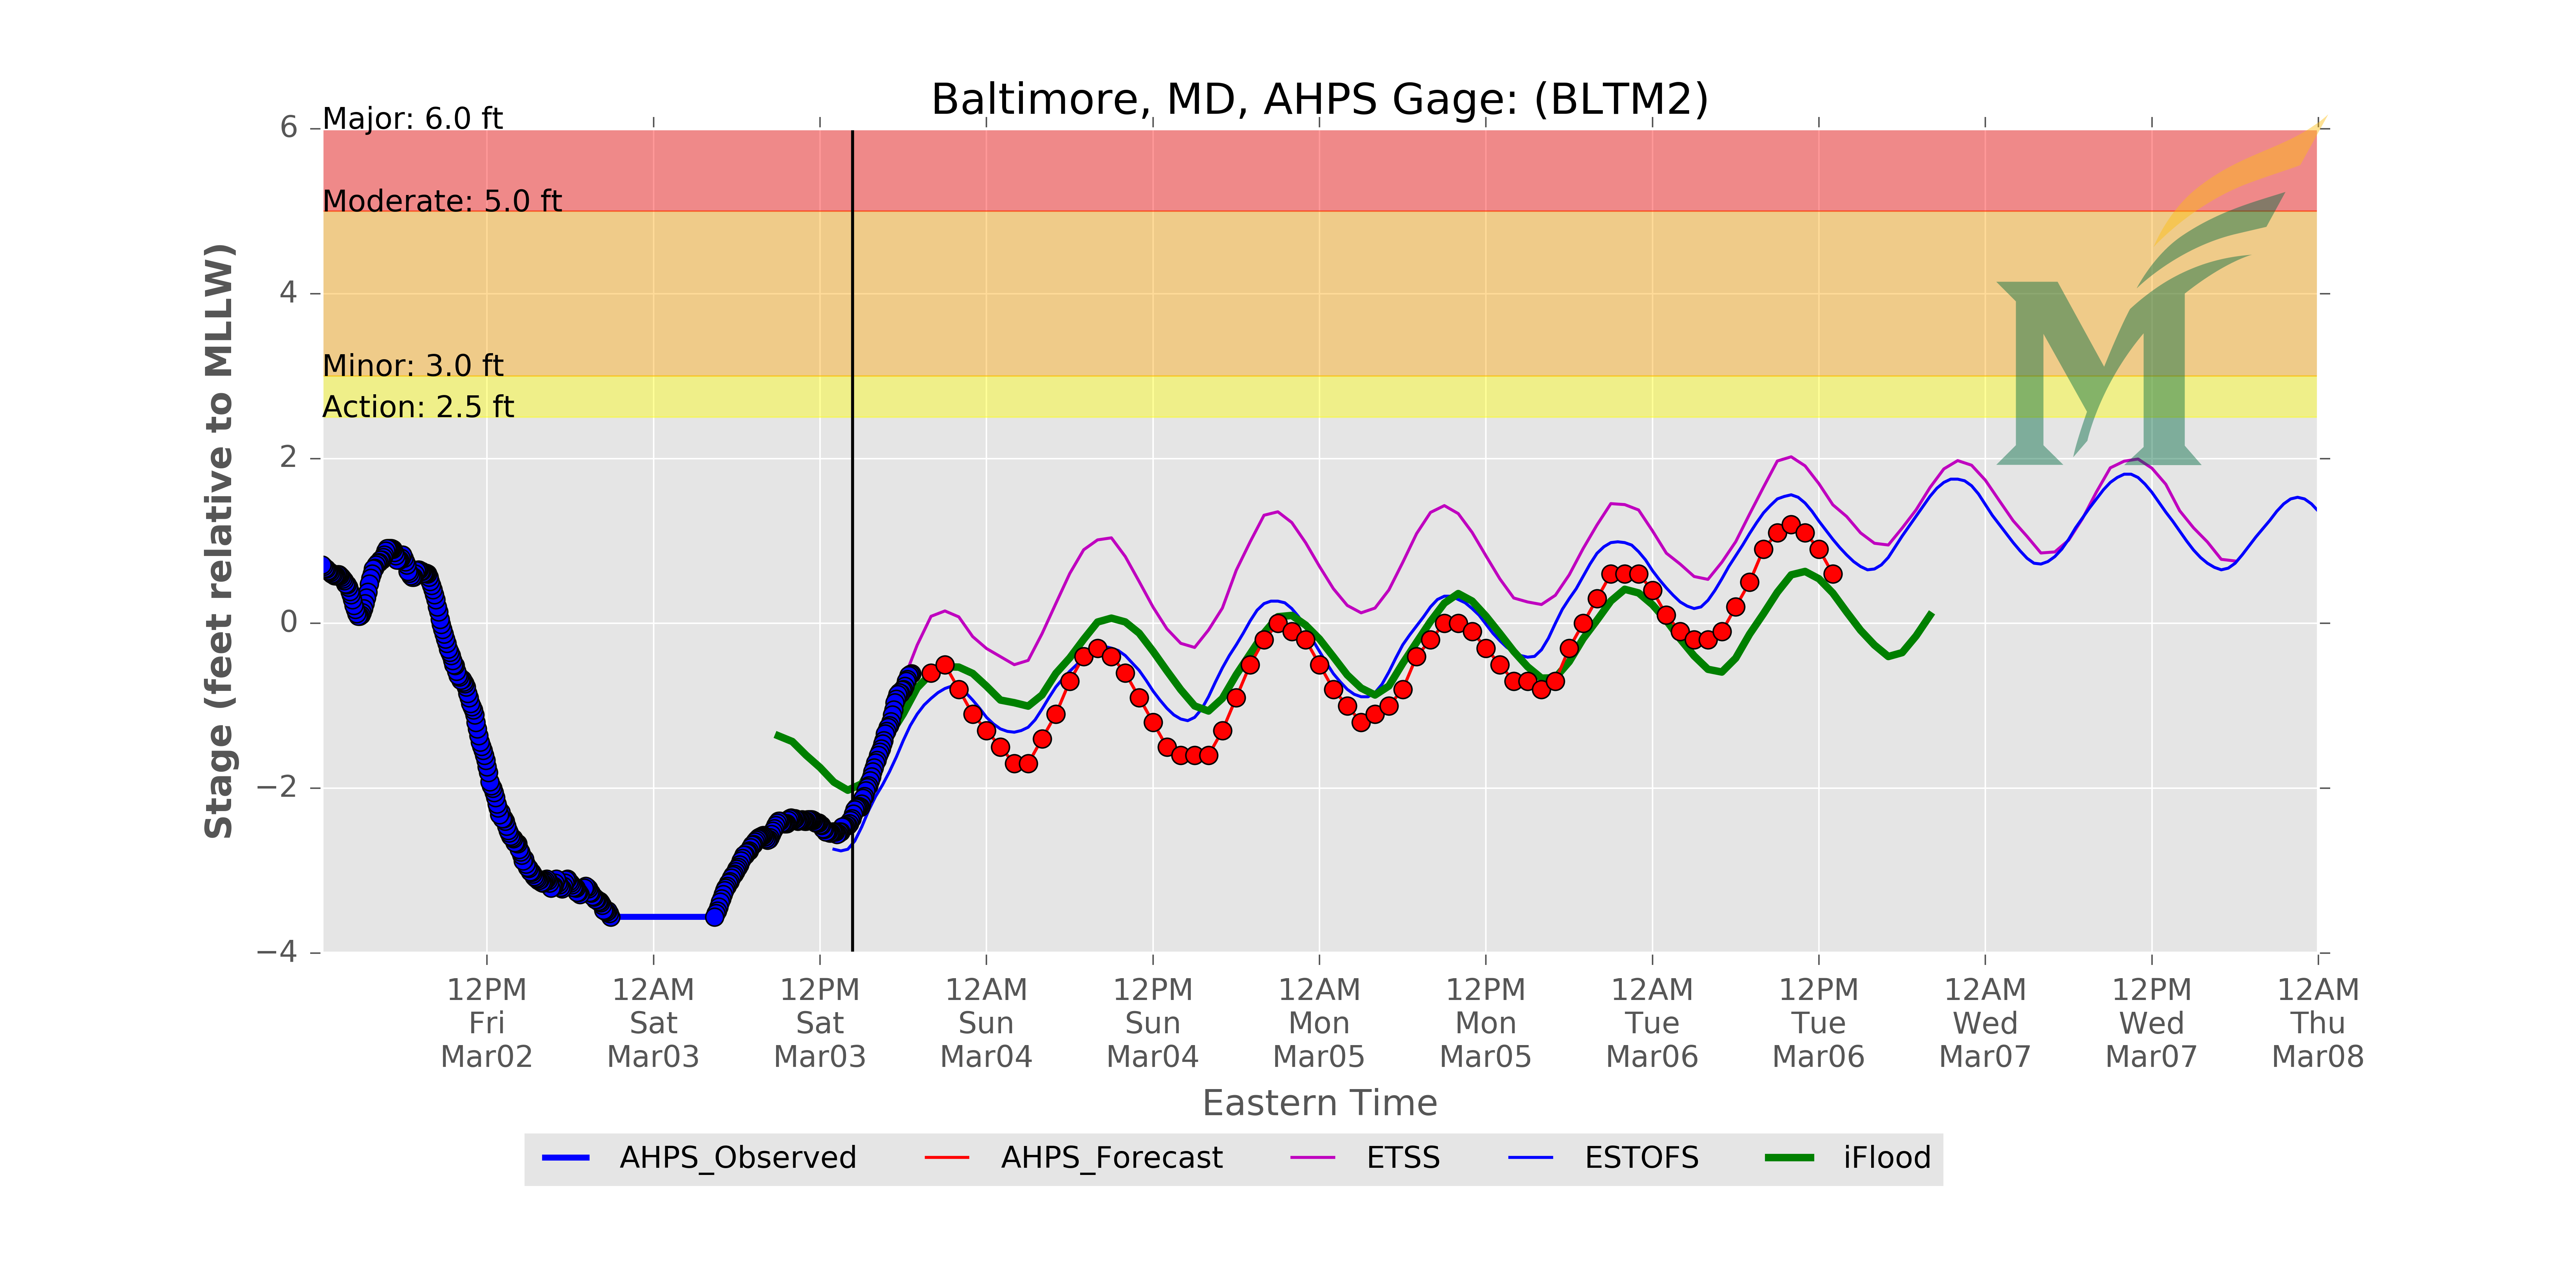 Baltimore, MD, AHPS Gage: (BLTM2)
Major: 6.0 ft
Moderate: 5.0 ft
Minor: 3.0 ft
Action: 2.5 ft
Stage (feet relative to MLLW)
6
4
2
0
−2
−4
12PM Fri Mar02
12AM Sat Mar03
12PM Sat Mar03
12AM Sun Mar04
12PM Sun Mar04
12AM Mon Mar05
12PM Mon Mar05
12AM Tue Mar06
12PM Tue Mar06
12AM Wed Mar07
12PM Wed Mar07
12AM Thu Mar08
Eastern Time
AHPS_Observed
AHPS_Forecast
ETSS
ESTOFS
iFlood
M